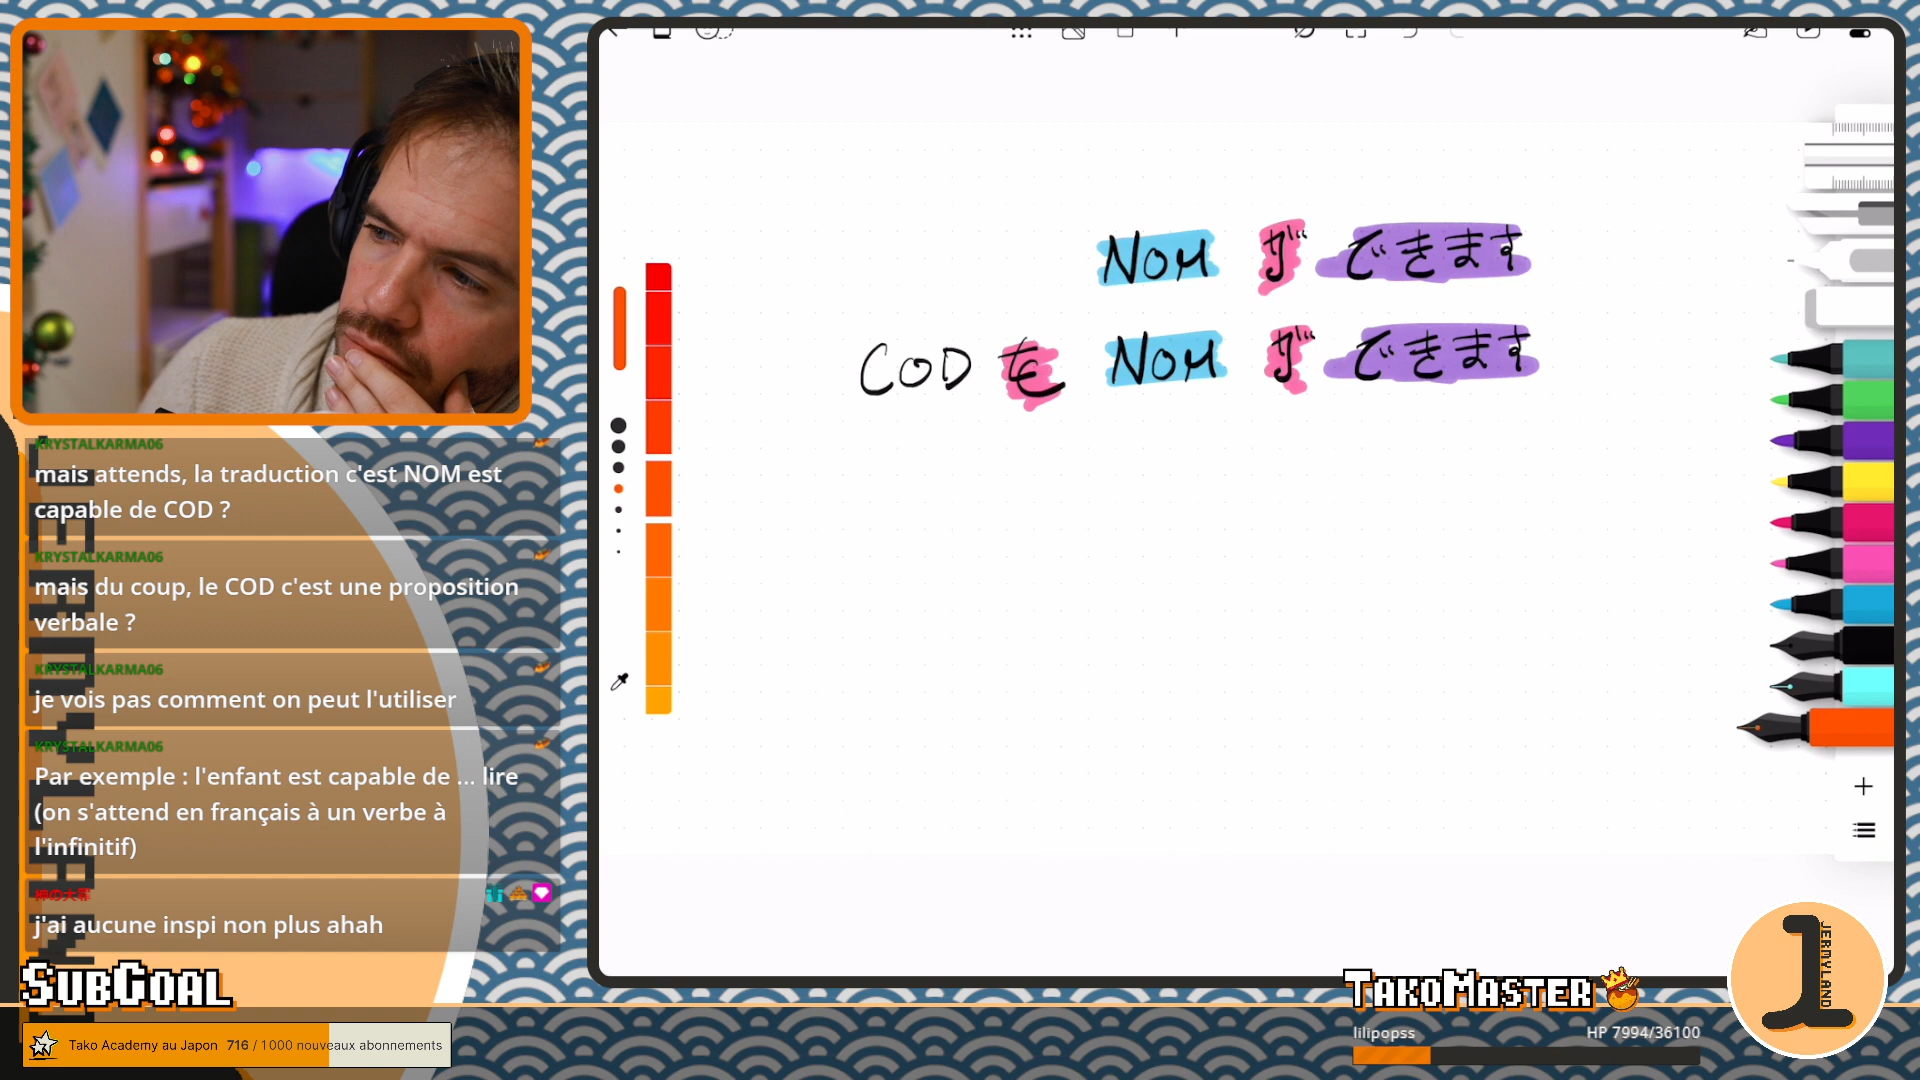 NOM が できます
COD を NOM が できます
KRYSTALKARMA06
mais attends, la traduction c'est NOM est
capable de COD ?
KRYSTALKARMA06
mais du coup, le COD c'est une proposition
verbale ?
KRYSTALKARMA06
je vois pas comment on peut l'utiliser
KRYSTALKARMA06
Par exemple : l'enfant est capable de ... lire
(on s'attend en français à un verbe à
l'infinitif)
j'ai aucune inspi non plus ahah
SUBGOAL
Tako Academy au Japon 716 / 1000 nouveaux abonnements
TAKOMASTER
lilipopss HP 7994/36100
JERMYLAND